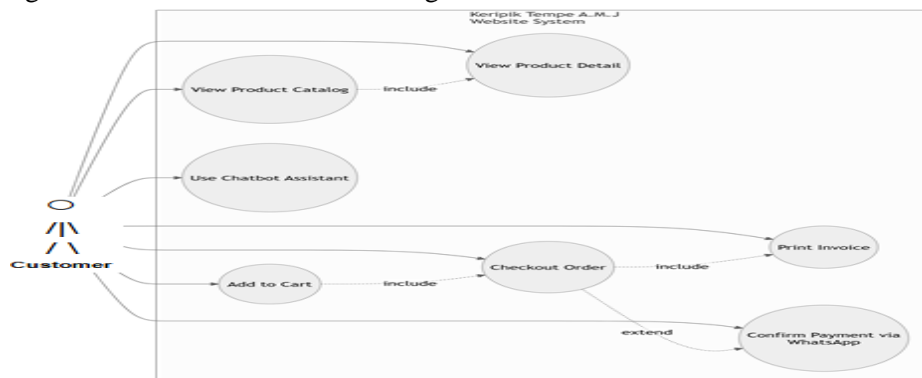 Keripik Tempe A.M.J
Website System
View Product Detail
View Product Catalog
include
Use Chatbot Assistant
Customer
Print Invoice
Checkout Order
include
Add to Cart
include
extend
Confirm Payment via
WhatsApp